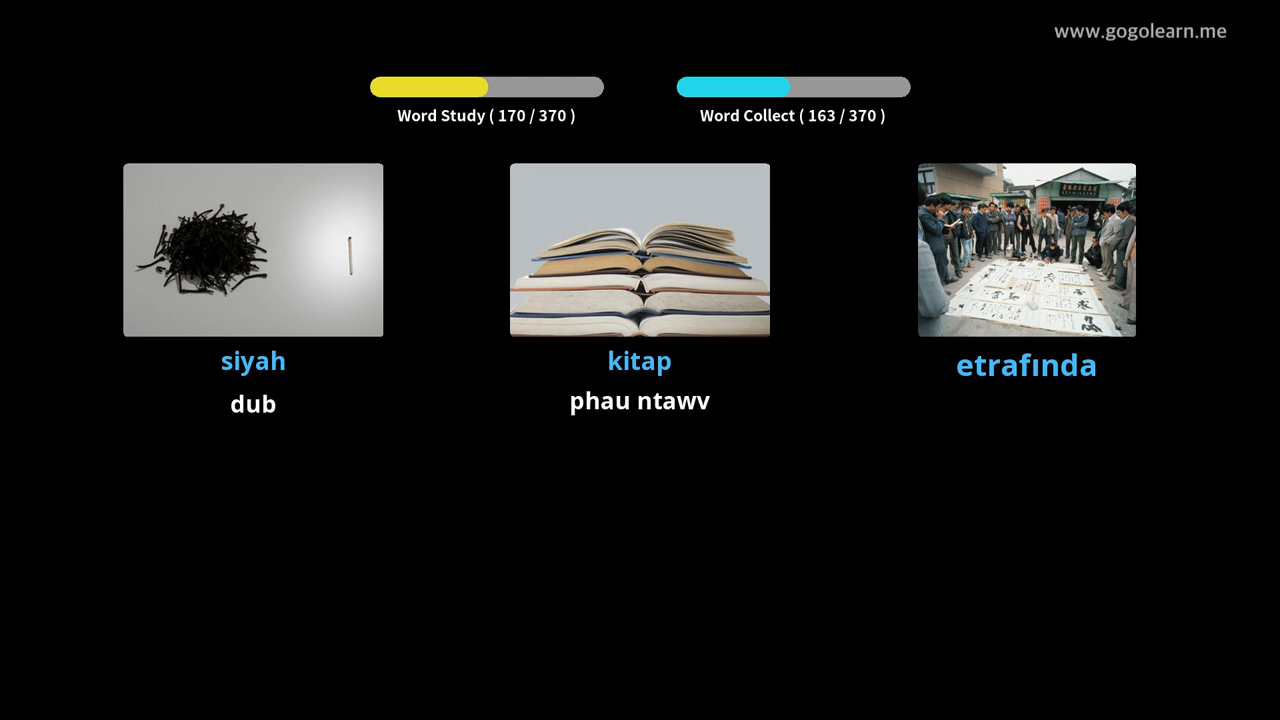 www.gogolearn.me
Word Study ( 170 / 370 )
Word Collect ( 163 / 370 )
siyah
kitap
etrafında
dub
phau ntawv